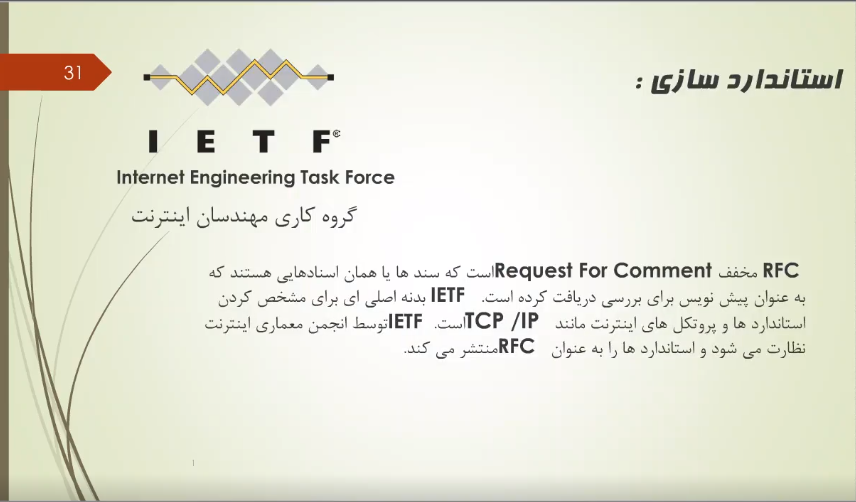 31
استاندارد سازی :
I E T F®
Internet Engineering Task Force
گروه کاری مهندسان اینترنت
RFC مخفف Request For Comment است که سند ها یا همان اسنادهایی هستند که
به عنوان پیش نویس برای بررسی دریافت کرده است. IETF بدنه اصلی ای برای مشخص کردن
استاندارد ها و پروتکل های اینترنت مانند TCP /IP است. IETF توسط انجمن معماری اینترنت
نظارت می شود و استاندارد ها را به عنوان RFC منتشر می کند.